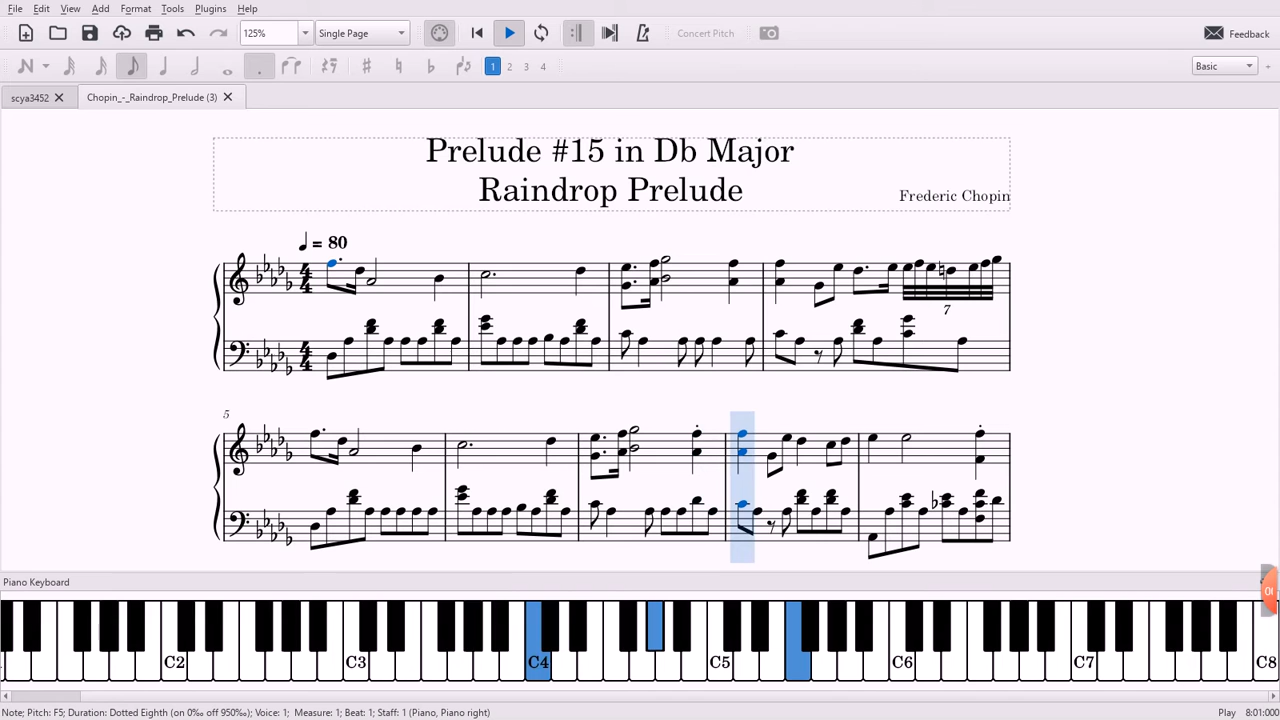 File Edit View Add Format Tools Plugins Help
125% Single Page Concert Pitch Feedback
1 2 3 4 Basic
scya3452 Chopin_-_Raindrop_Prelude (3)
Prelude #15 in Db Major
Raindrop Prelude
Frederic Chopin
= 80
7
5
Piano Keyboard
C2 C3 C4 C5 C6 C7 C8
Note; Pitch: F5; Duration: Dotted Eighth (on 0‰ off 950‰); Voice: 1; Measure: 1; Beat: 1; Staff: 1 (Piano, Piano right) Play 8:01:000